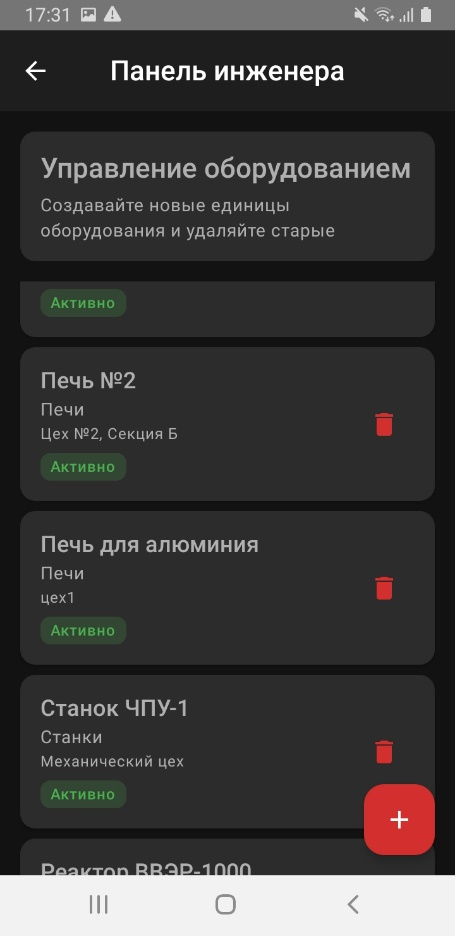 17:31
Панель инженера
Управление оборудованием
Создавайте новые единицы
оборудования и удаляйте старые
Активно
Печь №2
Печи
Цех №2, Секция Б
Активно
Печь для алюминия
Печи
цех1
Активно
Станок ЧПУ-1
Станки
Механический цех
Активно
+
Реактор ВВЭР-1000